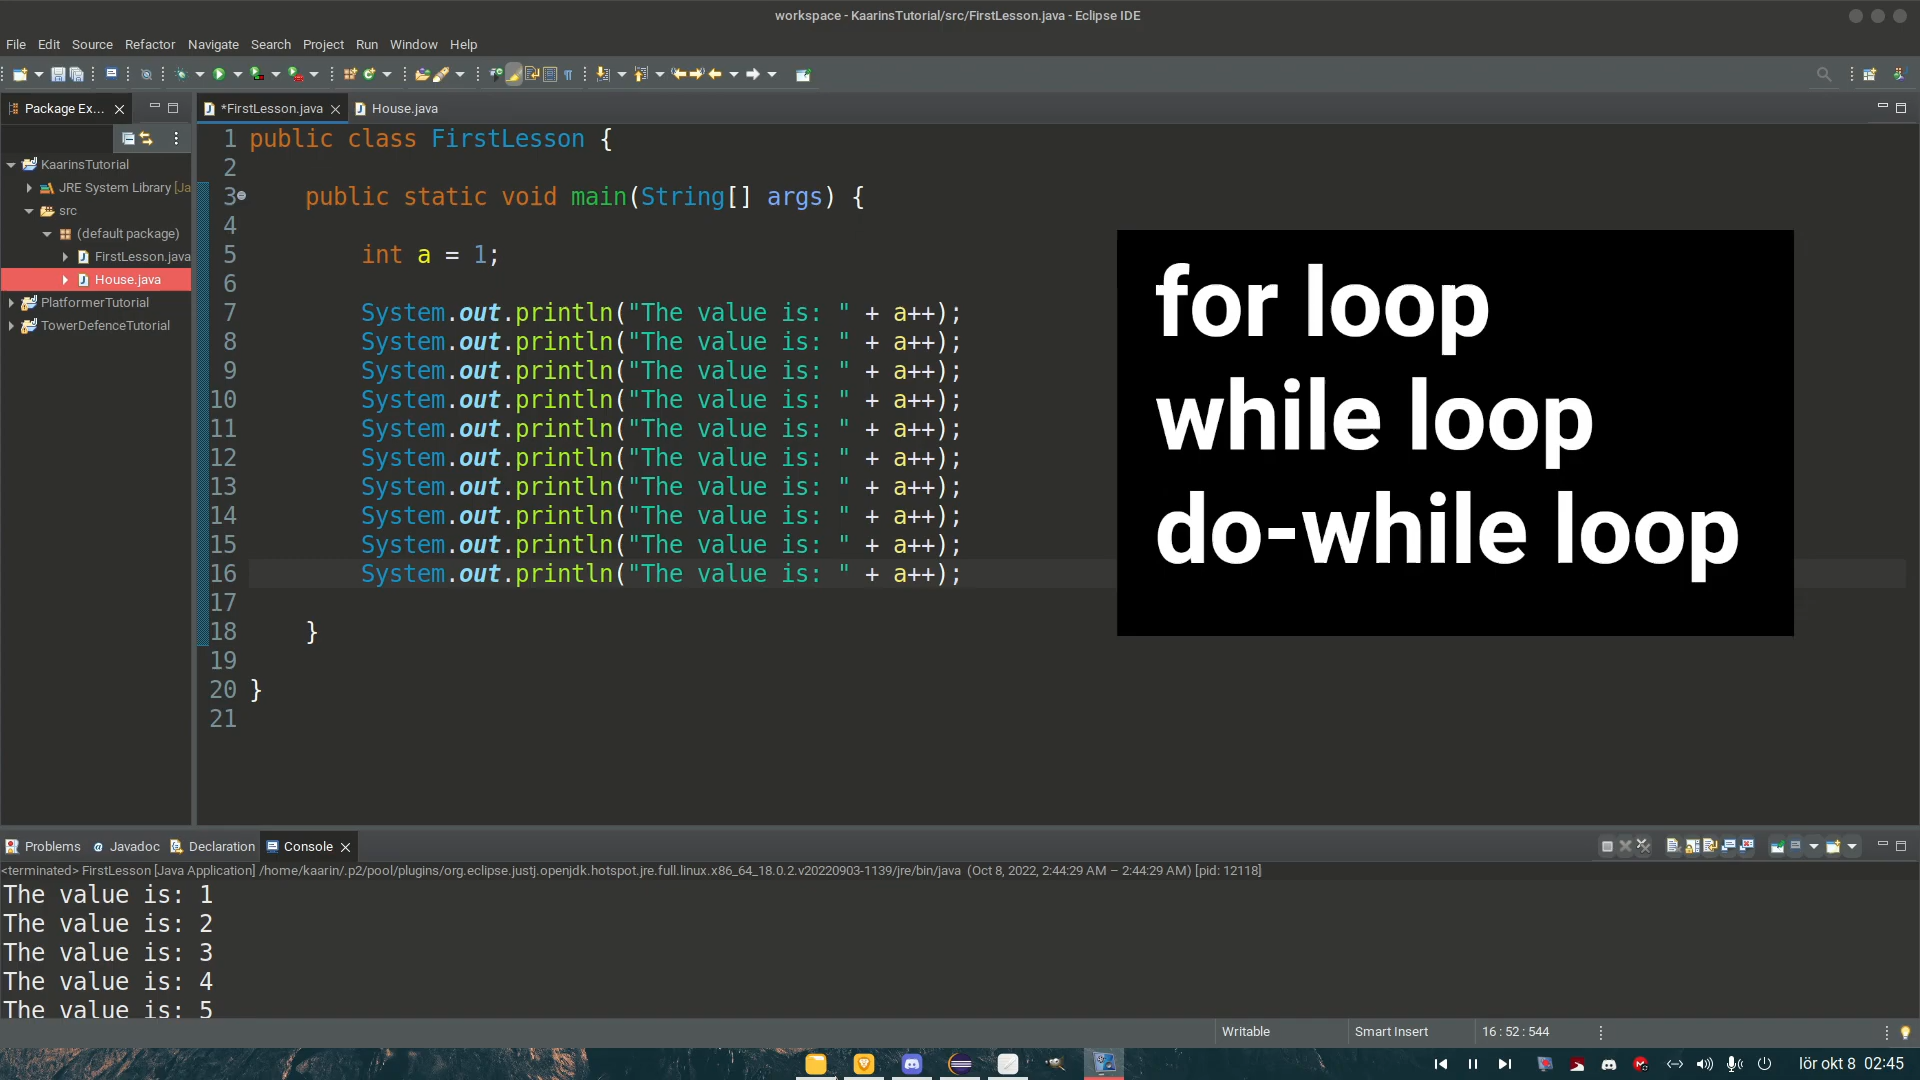 workspace - KaarinsTutorial/src/FirstLesson.java - Eclipse IDE
File Edit Source Refactor Navigate Search Project Run Window Help
Package Ex...
*FirstLesson.java House.java
KaarinsTutorial
JRE System Library [Ja
src
(default package)
FirstLesson.java
House.java
PlatformerTutorial
TowerDefenceTutorial
1 public class FirstLesson {
2
3 public static void main(String[] args) {
4
5 int a = 1;
6
7 System.out.println("The value is: " + a++);
8 System.out.println("The value is: " + a++);
9 System.out.println("The value is: " + a++);
10 System.out.println("The value is: " + a++);
11 System.out.println("The value is: " + a++);
12 System.out.println("The value is: " + a++);
13 System.out.println("The value is: " + a++);
14 System.out.println("The value is: " + a++);
15 System.out.println("The value is: " + a++);
16 System.out.println("The value is: " + a++);
17
18 }
19
20 }
21
for loop
while loop
do-while loop
Problems Javadoc Declaration Console
<terminated> FirstLesson [Java Application] /home/kaarin/.p2/pool/plugins/org.eclipse.justj.openjdk.hotspot.jre.full.linux.x86_64_18.0.2.v20220903-1139/jre/bin/java (Oct 8, 2022, 2:44:29 AM – 2:44:29 AM) [pid: 12118]
The value is: 1
The value is: 2
The value is: 3
The value is: 4
The value is: 5
Writable Smart Insert 16 : 52 : 544
lör okt 8 02:45